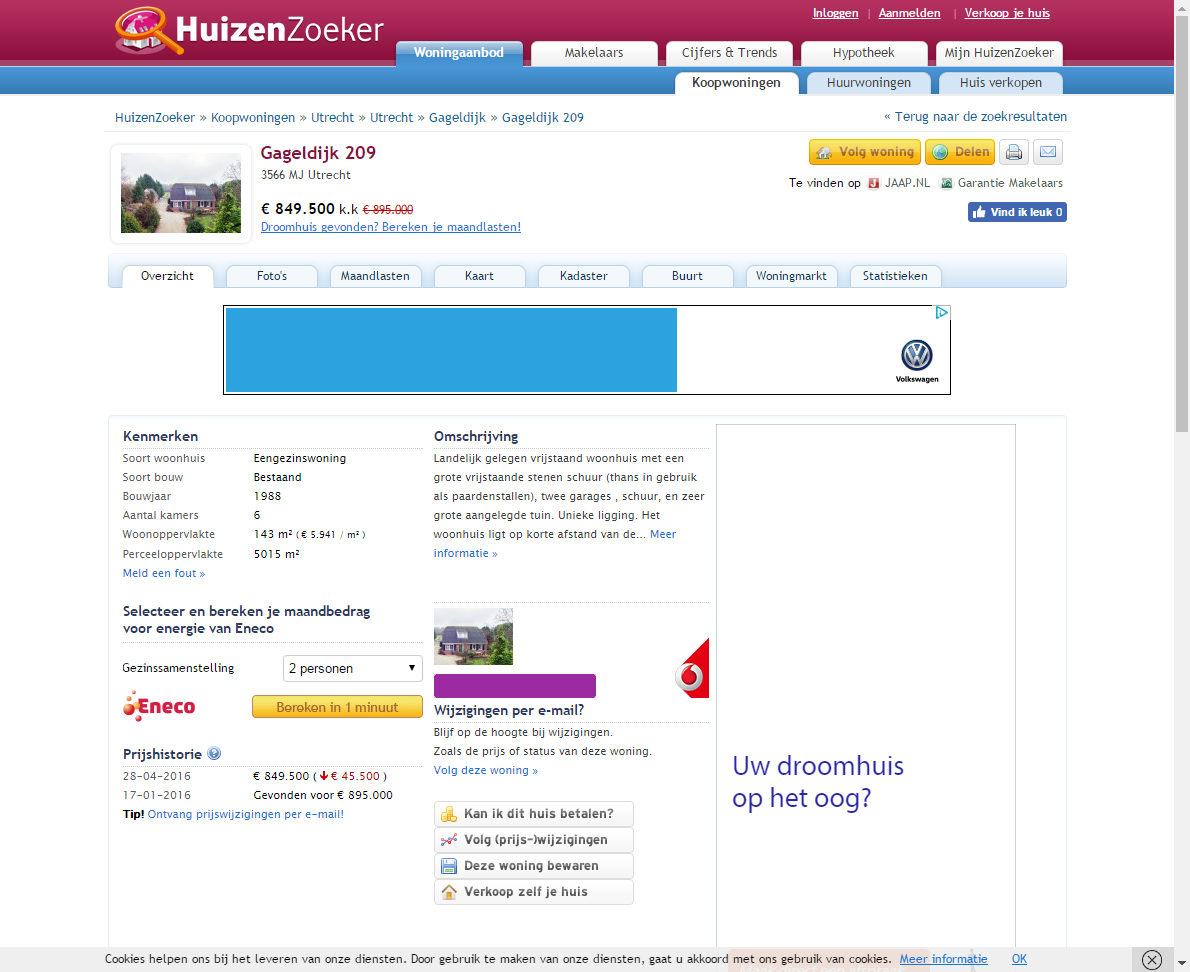 HuizenZoeker
Inloggen | Aanmelden | Verkoop je huis
Woningaanbod Makelaars Cijfers & Trends Hypotheek Mijn HuizenZoeker
Koopwoningen Huurwoningen Huis verkopen
HuizenZoeker » Koopwoningen » Utrecht » Utrecht » Gageldijk » Gageldijk 209
« Terug naar de zoekresultaten
Gageldijk 209
3566 MJ Utrecht
€ 849.500 k.k € 895.000
Droomhuis gevonden? Bereken je maandlasten!
Volg woning Delen
Te vinden op JAAP.NL Garantie Makelaars
Vind ik leuk 0
Overzicht Foto's Maandlasten Kaart Kadaster Buurt Woningmarkt Statistieken
Volkswagen
Kenmerken
Soort woonhuis Eengezinswoning
Soort bouw Bestaand
Bouwjaar 1988
Aantal kamers 6
Woonoppervlakte 143 m² ( € 5.941 / m² )
Perceeloppervlakte 5015 m²
Meld een fout »
Selecteer en bereken je maandbedrag
voor energie van Eneco
Gezinssamenstelling 2 personen
Eneco Bereken in 1 minuut
Prijshistorie
28-04-2016 € 849.500 ( € 45.500 )
17-01-2016 Gevonden voor € 895.000
Tip! Ontvang prijswijzigingen per e-mail!
Omschrijving
Landelijk gelegen vrijstaand woonhuis met een
grote vrijstaande stenen schuur (thans in gebruik
als paardenstallen), twee garages , schuur, en zeer
grote aangelegde tuin. Unieke ligging. Het
woonhuis ligt op korte afstand van de... Meer
informatie »
Wijzigingen per e-mail?
Blijf op de hoogte bij wijzigingen.
Zoals de prijs of status van deze woning.
Volg deze woning »
Kan ik dit huis betalen?
Volg (prijs-)wijzigingen
Deze woning bewaren
Verkoop zelf je huis
Uw droomhuis
op het oog?
Cookies helpen ons bij het leveren van onze diensten. Door gebruik te maken van onze diensten, gaat u akkoord met ons gebruik van cookies. Meer informatie OK